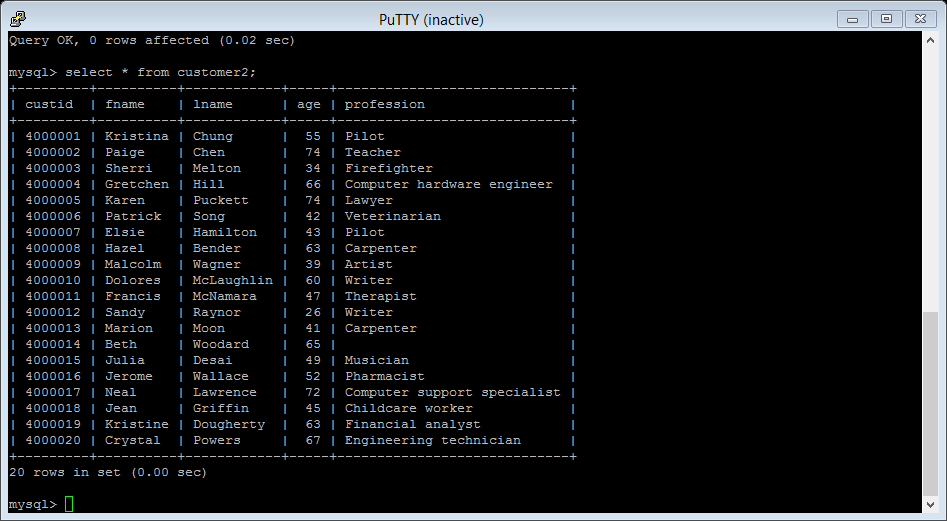 PuTTY (inactive)
Query OK, 0 rows affected (0.02 sec)
mysql> select * from customer2;
+---------+----------+------------+-----+-----------------------------+
| custid  | fname    | lname      | age | profession                  |
+---------+----------+------------+-----+-----------------------------+
| 4000001 | Kristina | Chung      |  55 | Pilot                       |
| 4000002 | Paige    | Chen       |  74 | Teacher                     |
| 4000003 | Sherri   | Melton     |  34 | Firefighter                 |
| 4000004 | Gretchen | Hill       |  66 | Computer hardware engineer  |
| 4000005 | Karen    | Puckett    |  74 | Lawyer                      |
| 4000006 | Patrick  | Song       |  42 | Veterinarian                |
| 4000007 | Elsie    | Hamilton   |  43 | Pilot                       |
| 4000008 | Hazel    | Bender     |  63 | Carpenter                   |
| 4000009 | Malcolm  | Wagner     |  39 | Artist                      |
| 4000010 | Dolores  | McLaughlin |  60 | Writer                      |
| 4000011 | Francis  | McNamara   |  47 | Therapist                   |
| 4000012 | Sandy    | Raynor     |  26 | Writer                      |
| 4000013 | Marion   | Moon       |  41 | Carpenter                   |
| 4000014 | Beth     | Woodard    |  65 |                             |
| 4000015 | Julia    | Desai      |  49 | Musician                    |
| 4000016 | Jerome   | Wallace    |  52 | Pharmacist                  |
| 4000017 | Neal     | Lawrence   |  72 | Computer support specialist |
| 4000018 | Jean     | Griffin    |  45 | Childcare worker            |
| 4000019 | Kristine | Dougherty  |  63 | Financial analyst           |
| 4000020 | Crystal  | Powers     |  67 | Engineering technician      |
+---------+----------+------------+-----+-----------------------------+
20 rows in set (0.00 sec)
mysql>